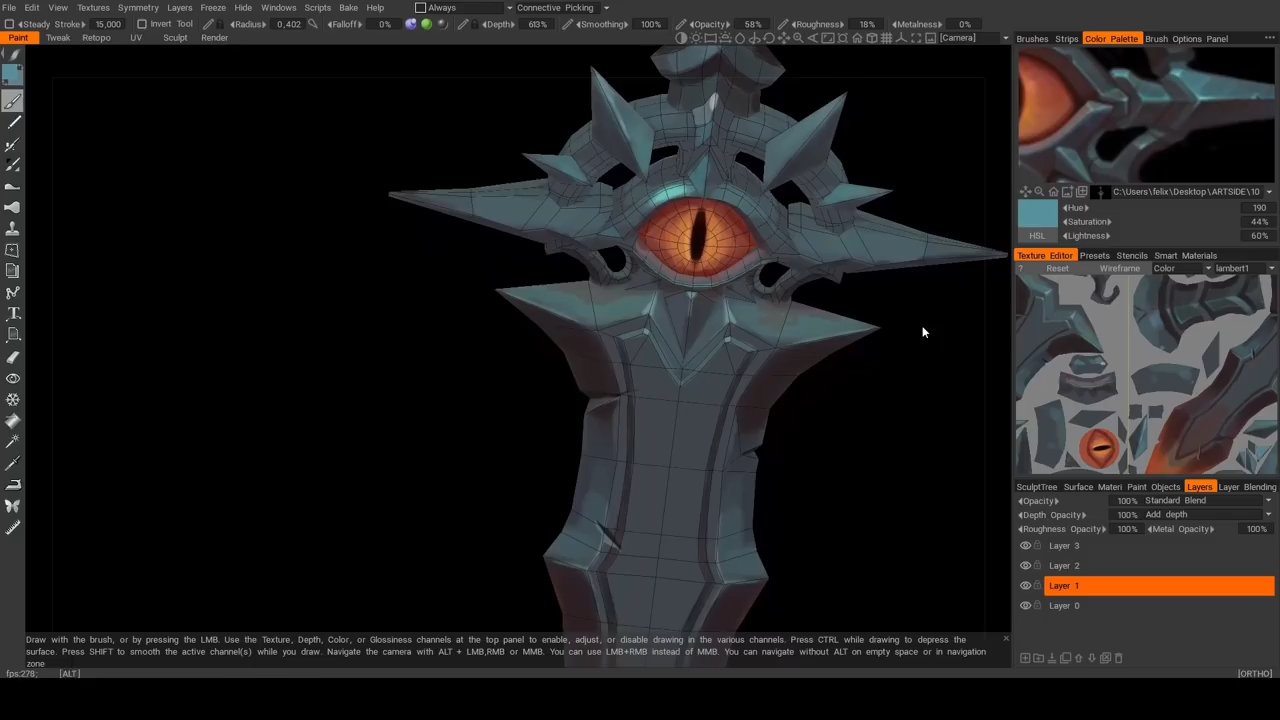 File Edit View Textures Symmetry Layers Freeze Hide Windows Scripts Bake Help Always Connective Picking
Steady Stroke 15,000 Invert Tool Radius 0,402 Falloff 0% Depth 613% Smoothing 100% Opacity 58% Roughness 18% Metalness 0%
Paint Tweak Retopo UV Sculpt Render [Camera]
Brushes Strips Color Palette Brush Options Panel
C:\Users\felix\Desktop\ARTSIDE\10
Hue 190
Saturation 44%
HSL Lightness 60%
Texture Editor Presets Stencils Smart Materials
? Reset Wireframe Color lambert1
SculptTree Surface Materi Paint Objects Layers Layer Blending
Opacity 100% Standard Blend
Depth Opacity 100% Add depth
Roughness Opacity 100% Metal Opacity 100%
Layer 3
Layer 2
Layer 1
Layer 0
Draw with the brush, or by pressing the LMB. Use the Texture, Depth, Color, or Glossiness channels at the top panel to enable, adjust, or disable drawing in the various channels. Press CTRL while drawing to depress the
surface. Press SHIFT to smooth the active channel(s) while you draw. Navigate the camera with ALT + LMB,RMB or MMB. You can use LMB+RMB instead of MMB. You can navigate without ALT on empty space or in navigation
zone
fps:278; [ALT] [ORTHO]